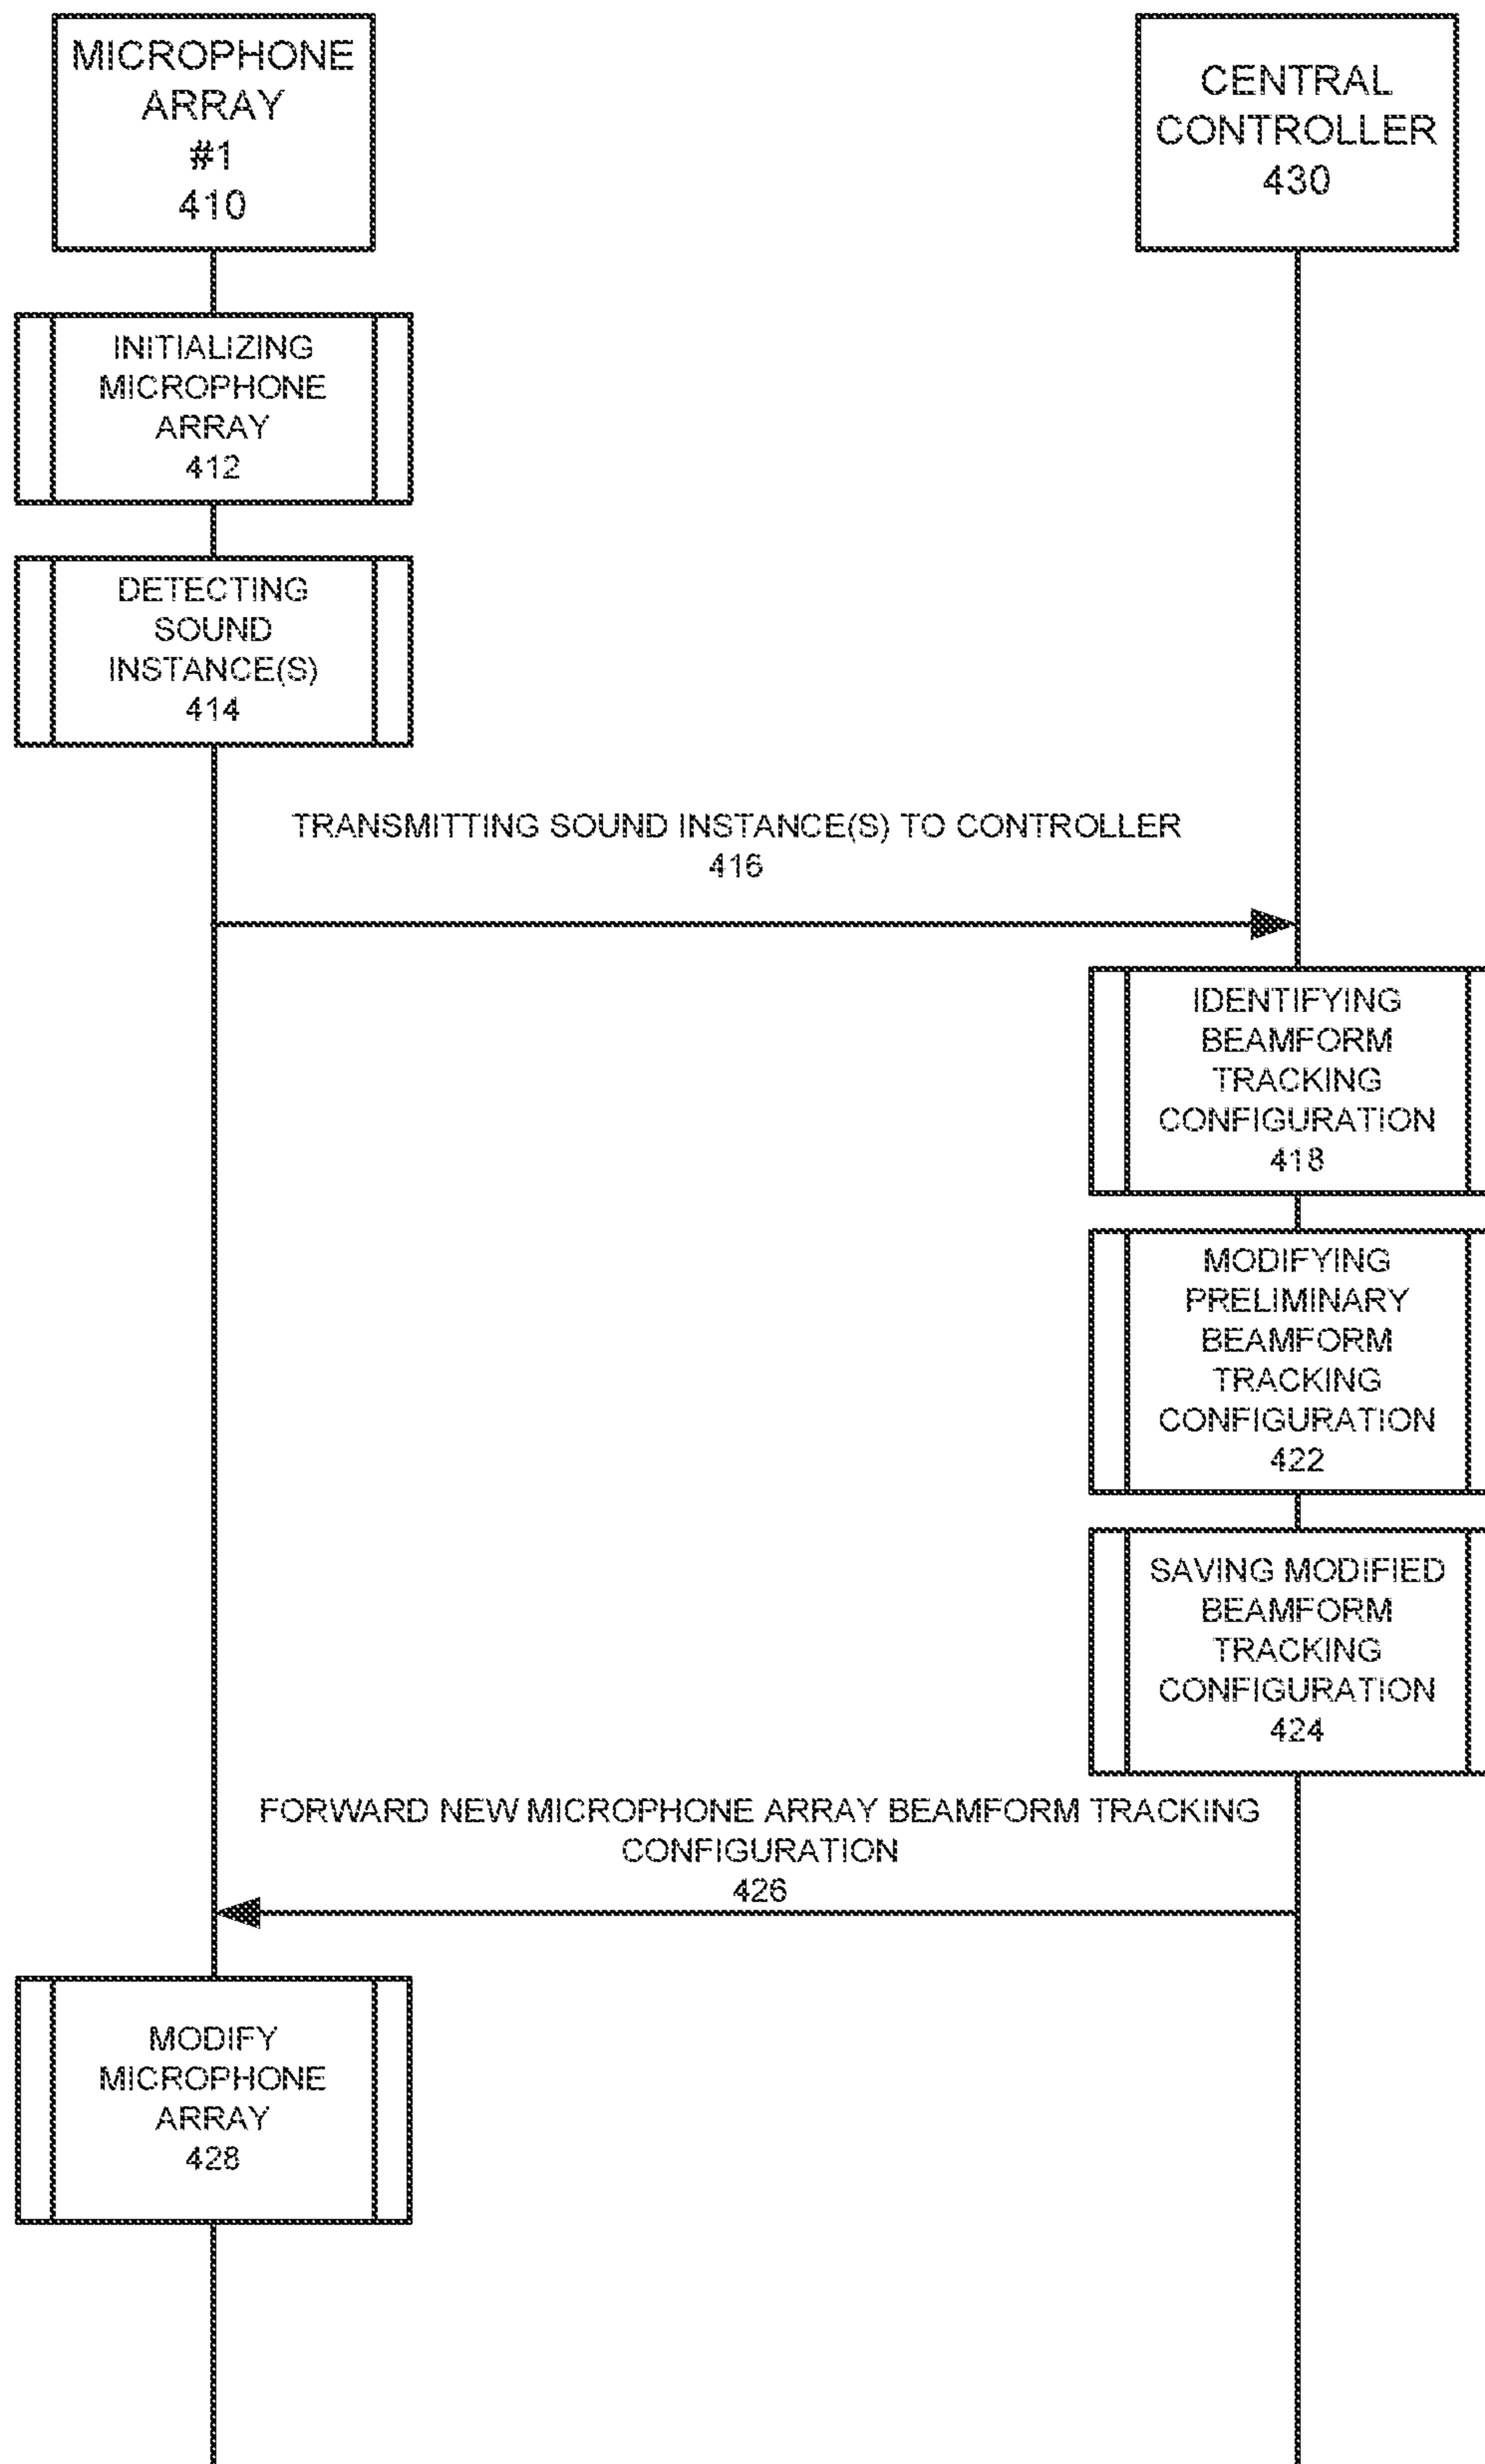 MICROPHONE
ARRAY
#1
410
CENTRAL
CONTROLLER
430
INITIALIZING
MICROPHONE
ARRAY
412
DETECTING
SOUND
INSTANCE(S)
414
TRANSMITTING SOUND INSTANCE(S) TO CONTROLLER
416
IDENTIFYING
BEAMFORM
TRACKING
CONFIGURATION
418
MODIFYING
PRELIMINARY
BEAMFORM
TRACKING
CONFIGURATION
422
SAVING MODIFIED
BEAMFORM
TRACKING
CONFIGURATION
424
FORWARD NEW MICROPHONE ARRAY BEAMFORM TRACKING
CONFIGURATION
426
MODIFY
MICROPHONE
ARRAY
428